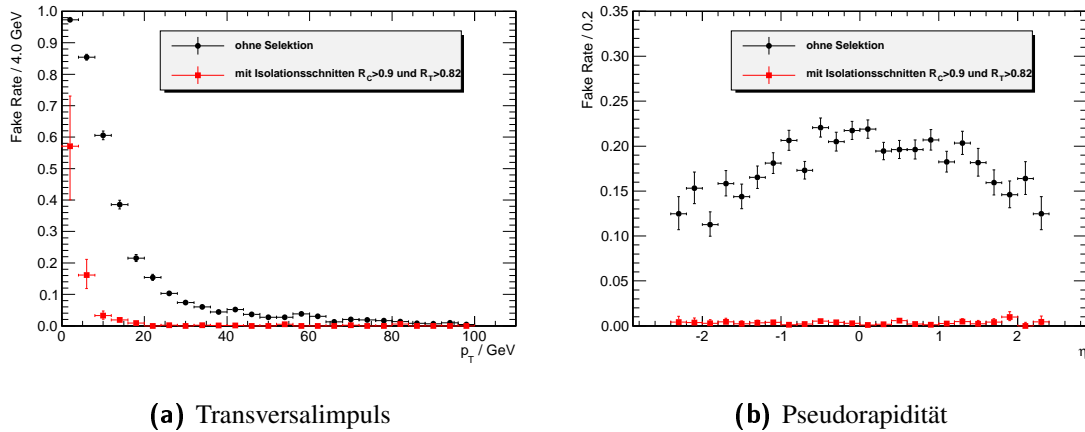 Fake Rate / 4.0 GeV
1.0
0.9
0.8
0.7
0.6
0.5
0.4
0.3
0.2
0.1
0.0
ohne Selektion
mit Isolationsschnitten R_C>0.9 und R_T>0.82
0 20 40 60 80 100
p_T / GeV
(a) Transversalimpuls
Fake Rate / 0.2
0.35
0.30
0.25
0.20
0.15
0.10
0.05
0.00
ohne Selektion
mit Isolationsschnitten R_C>0.9 und R_T>0.82
-2 -1 0 1 2
η
(b) Pseudorapidität